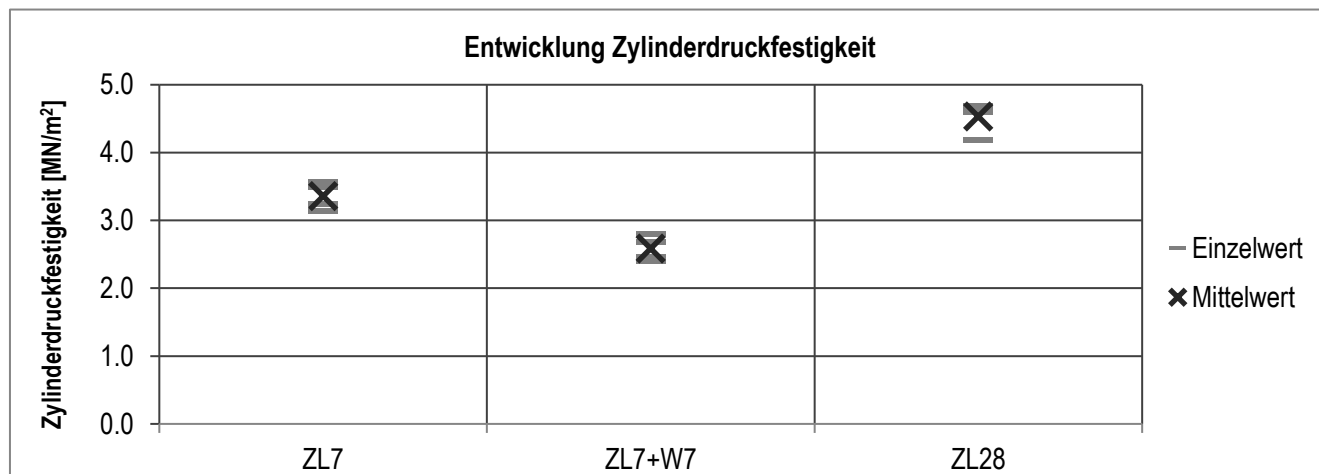 Entwicklung Zylinderdruckfestigkeit
Zylinderdruckfestigkeit [MN/m²]
5.0
4.0
3.0
2.0
1.0
0.0
ZL7
ZL7+W7
ZL28
Einzelwert
Mittelwert